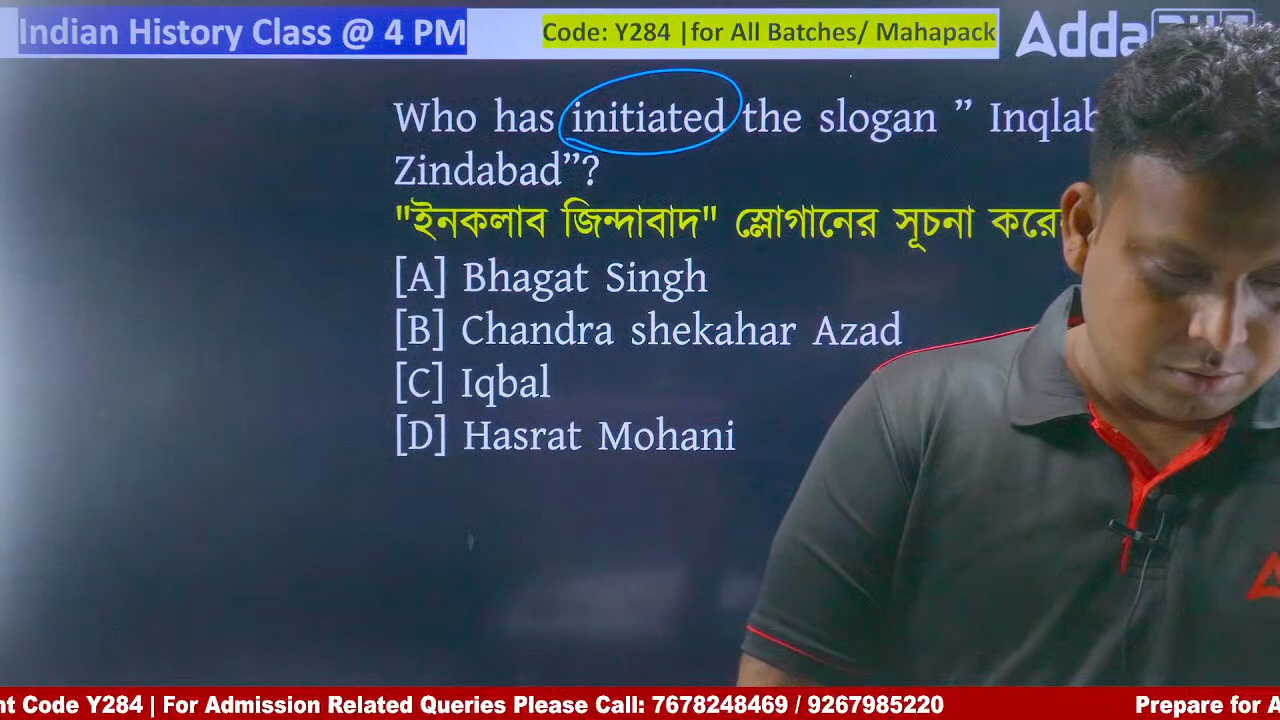 Indian History Class @ 4 PM
Code: Y284 |for All Batches/ Mahapack
Adda
Who has initiated the slogan ” Inqlab
Zindabad”?
"ইনকলাব জিন্দাবাদ" স্লোগানের সূচনা
[A] Bhagat Singh
[B] Chandra shekahar Azad
[C] Iqbal
[D] Hasrat Mohani
Code Y284 | For Admission Related Queries Please Call: 7678248469 / 9267985220
Prepare for